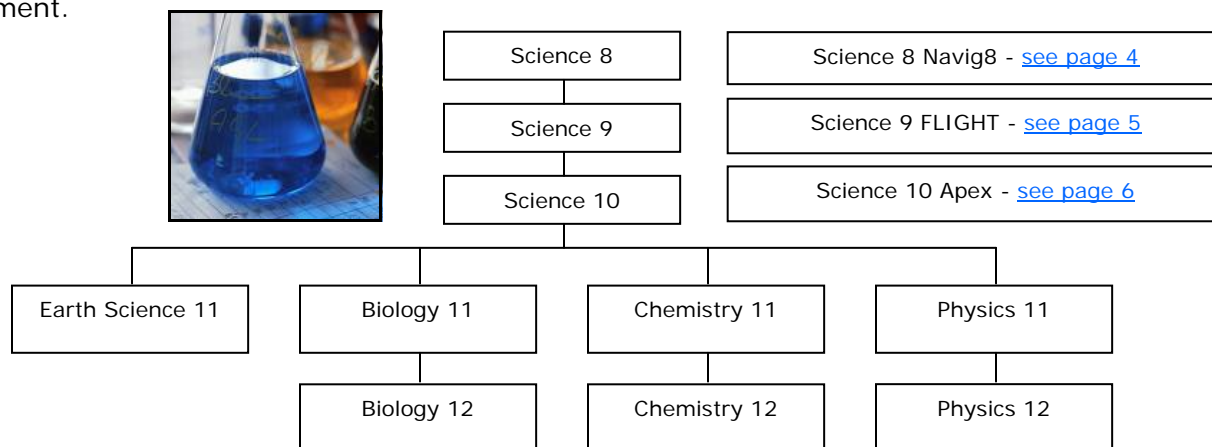 ment.
Science 8
Science 8 Navig8 - see page 4
Science 9
Science 9 FLIGHT - see page 5
Science 10
Science 10 Apex - see page 6
Earth Science 11
Biology 11
Chemistry 11
Physics 11
Biology 12
Chemistry 12
Physics 12